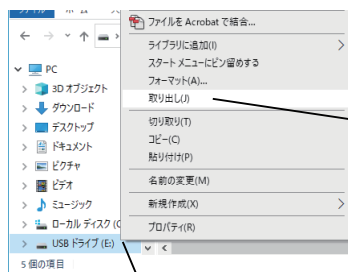 ファイルを Acrobat で結合...
ライブラリに追加(I)
スタート メニューにピン留めする
フォーマット(A)...
取り出し(J)
切り取り(T)
コピー(C)
貼り付け(P)
名前の変更(M)
新規作成(X)
プロパティ(R)
PC
3D オブジェクト
ダウンロード
デスクトップ
ドキュメント
ピクチャ
ビデオ
ミュージック
ローカル ディスク (C
USB ドライブ (E:)
5 個の項目